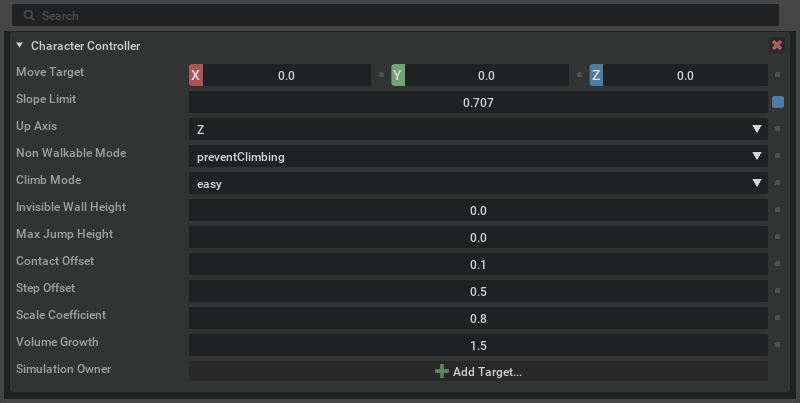 Search
Character Controller
Move Target X 0.0 Y 0.0 Z 0.0
Slope Limit 0.707
Up Axis Z
Non Walkable Mode preventClimbing
Climb Mode easy
Invisible Wall Height 0.0
Max Jump Height 0.0
Contact Offset 0.1
Step Offset 0.5
Scale Coefficient 0.8
Volume Growth 1.5
Simulation Owner Add Target...